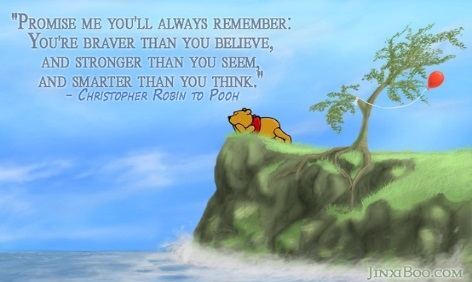 "Promise me you'll always remember:
You're braver than you believe,
and stronger than you seem,
and smarter than you think."
- Christopher Robin to Pooh
JinxiBoo.com